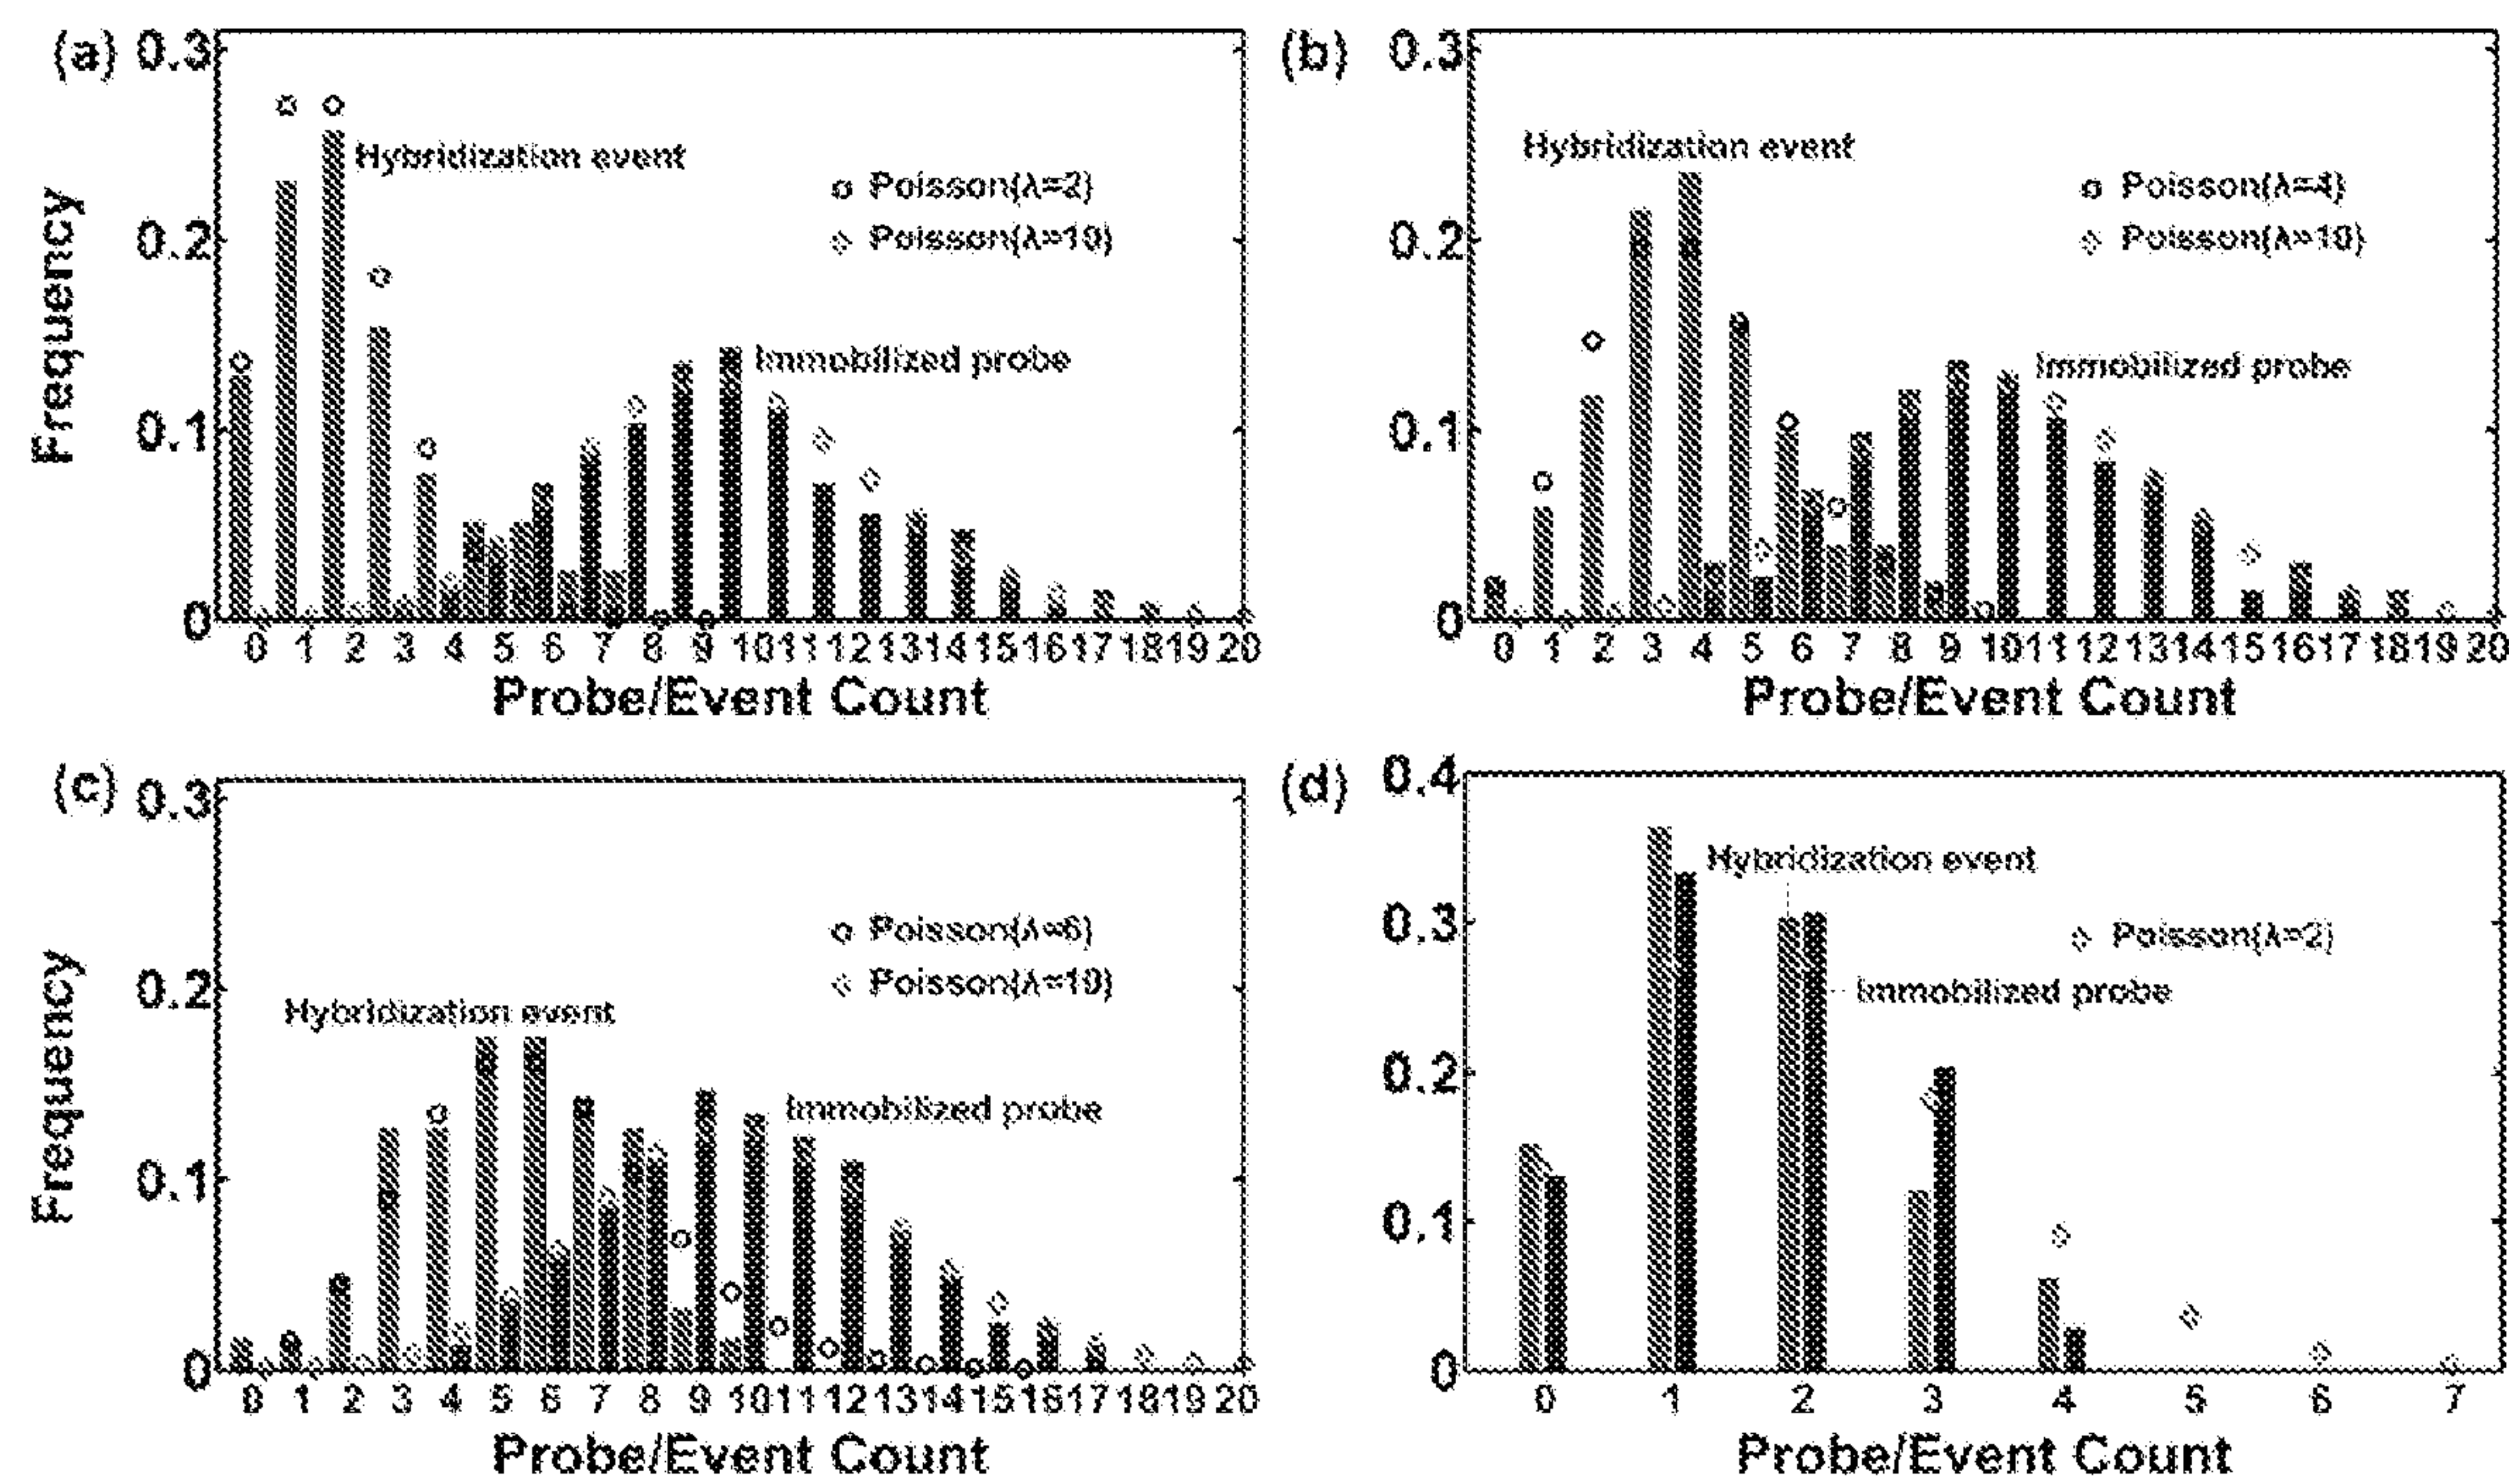 (a)
0.3
0.2
0.1
0
Frequency
Hybridization event
Poisson(λ=2)
Poisson(λ=10)
Immobilized probe
0 1 2 3 4 5 6 7 8 9 10 11 12 13 14 15 16 17 18 19 20
Probe/Event Count
(b)
0.3
0.2
0.1
0
Hybridization event
Poisson(λ=4)
Poisson(λ=10)
Immobilized probe
0 1 2 3 4 5 6 7 8 9 10 11 12 13 14 15 16 17 18 19 20
Probe/Event Count
(c)
0.3
0.2
0.1
0
Frequency
Hybridization event
Poisson(λ=6)
Poisson(λ=10)
Immobilized probe
0 1 2 3 4 5 6 7 8 9 10 11 12 13 14 15 16 17 18 19 20
Probe/Event Count
(d)
0.4
0.3
0.2
0.1
0
Hybridization event
Poisson(λ=2)
Immobilized probe
0 1 2 3 4 5 6 7
Probe/Event Count